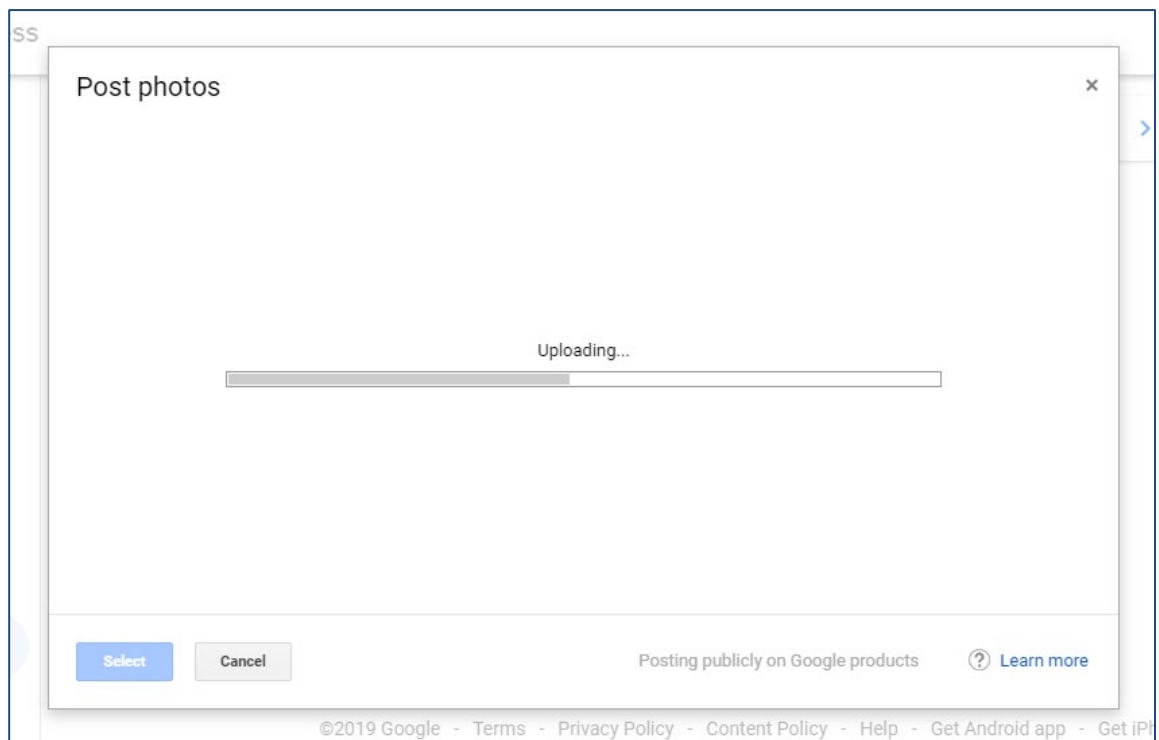 ss
Post photos
Uploading...
Select Cancel Posting publicly on Google products ? Learn more
©2019 Google - Terms - Privacy Policy - Content Policy - Help - Get Android app - Get iPh